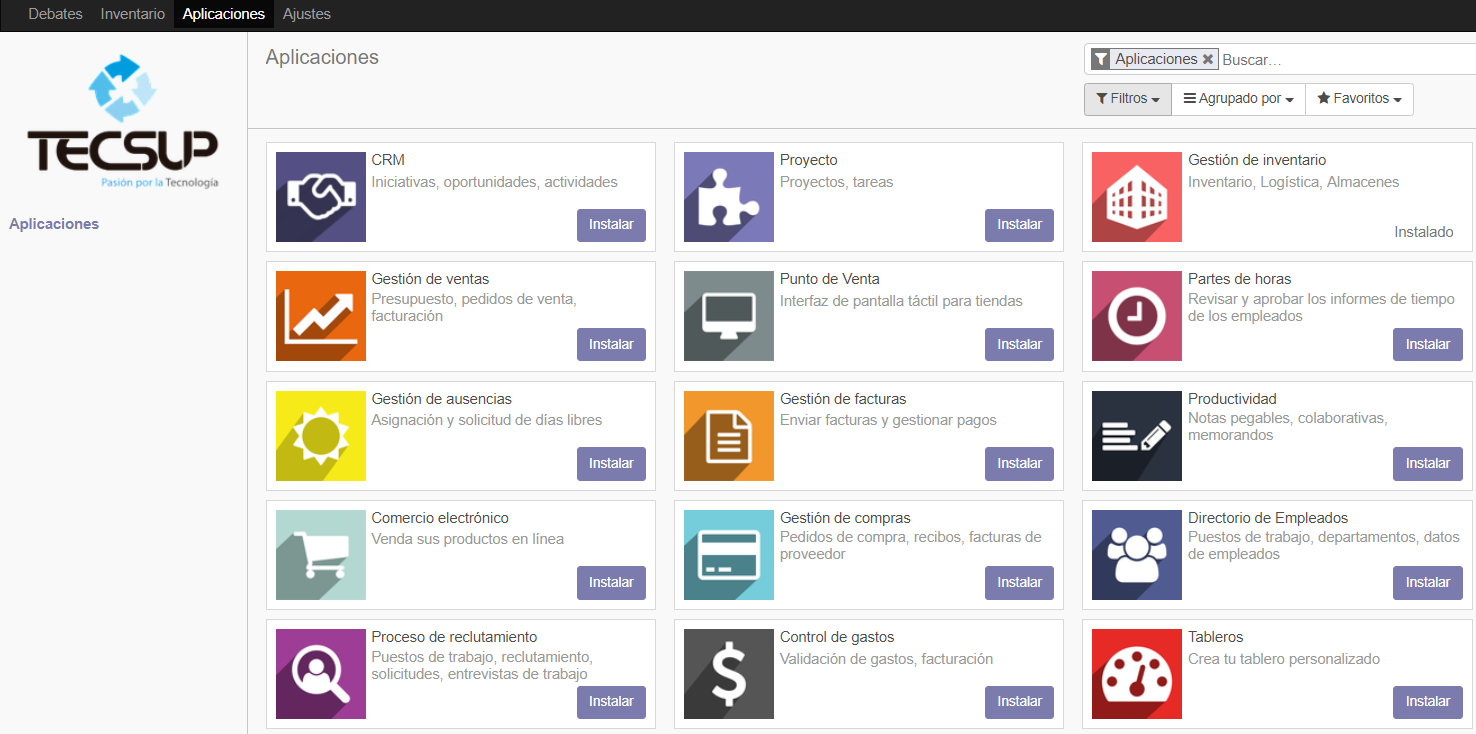 Debates Inventario Aplicaciones Ajustes
TECSUP
Pasión por la Tecnología
Aplicaciones
Aplicaciones
Aplicaciones Buscar...
Filtros Agrupado por Favoritos
CRM
Iniciativas, oportunidades, actividades
Instalar
Proyecto
Proyectos, tareas
Instalar
Gestión de inventario
Inventario, Logística, Almacenes
Instalado
Gestión de ventas
Presupuesto, pedidos de venta,
facturación
Instalar
Punto de Venta
Interfaz de pantalla táctil para tiendas
Instalar
Partes de horas
Revisar y aprobar los informes de tiempo
de los empleados
Instalar
Gestión de ausencias
Asignación y solicitud de días libres
Instalar
Gestión de facturas
Enviar facturas y gestionar pagos
Instalar
Productividad
Notas pegables, colaborativas,
memorandos
Instalar
Comercio electrónico
Venda sus productos en línea
Instalar
Gestión de compras
Pedidos de compra, recibos, facturas de
proveedor
Instalar
Directorio de Empleados
Puestos de trabajo, departamentos, datos
de empleados
Instalar
Proceso de reclutamiento
Puestos de trabajo, reclutamiento,
solicitudes, entrevistas de trabajo
Instalar
Control de gastos
Validación de gastos, facturación
Instalar
Tableros
Crea tu tablero personalizado
Instalar